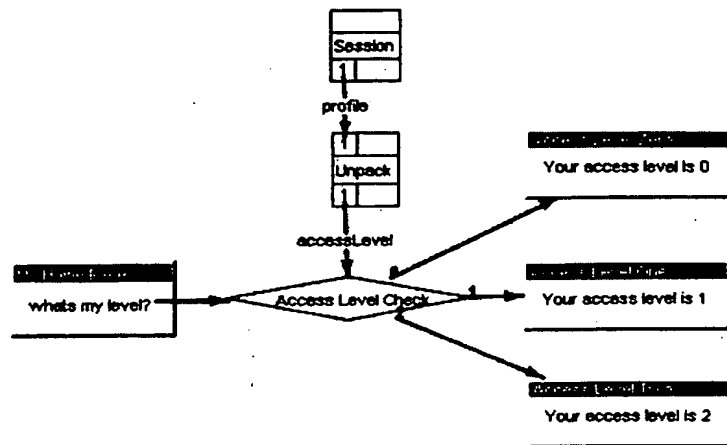 Session
1
profile
1
Unpack
1
accessLevel
Your access level is 0
whats my level?
Access Level Check
1
Your access level is 1
Your access level is 2